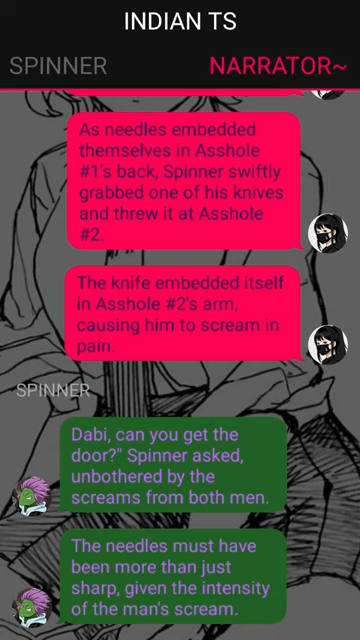 INDIAN TS
SPINNER NARRATOR~
As needles embedded
themselves in Asshole
#1's back, Spinner swiftly
grabbed one of his knives
and threw it at Asshole
#2.
The knife embedded itself
in Asshole #2's arm,
causing him to scream in
pain.
SPINNER
Dabi, can you get the
door?" Spinner asked,
unbothered by the
screams from both men.
The needles must have
been more than just
sharp, given the intensity
of the man's scream.